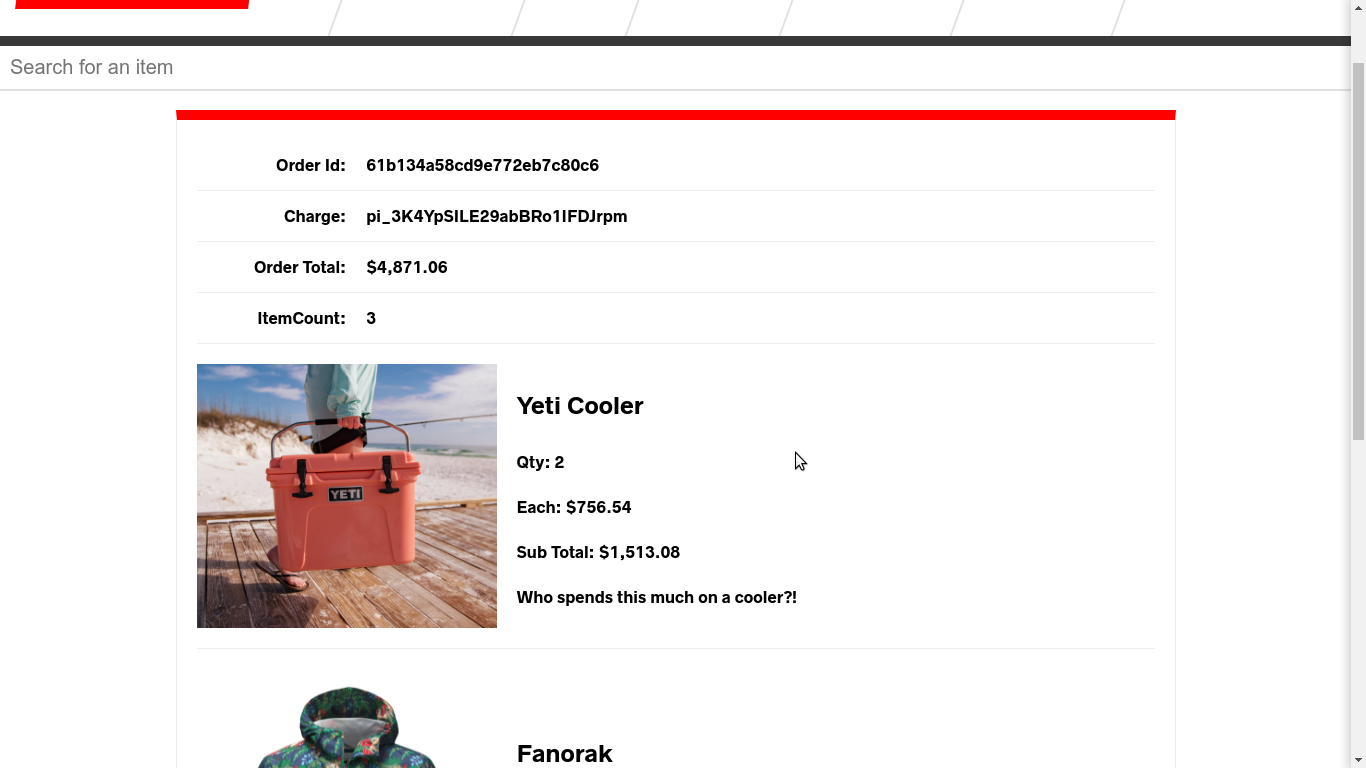 Search for an item
Order Id: 61b134a58cd9e772eb7c80c6
Charge: pi_3K4YpSILE29abBRo1IFDJrpm
Order Total: $4,871.06
ItemCount: 3
YETI
Yeti Cooler
Qty: 2
Each: $756.54
Sub Total: $1,513.08
Who spends this much on a cooler?!
Fanorak